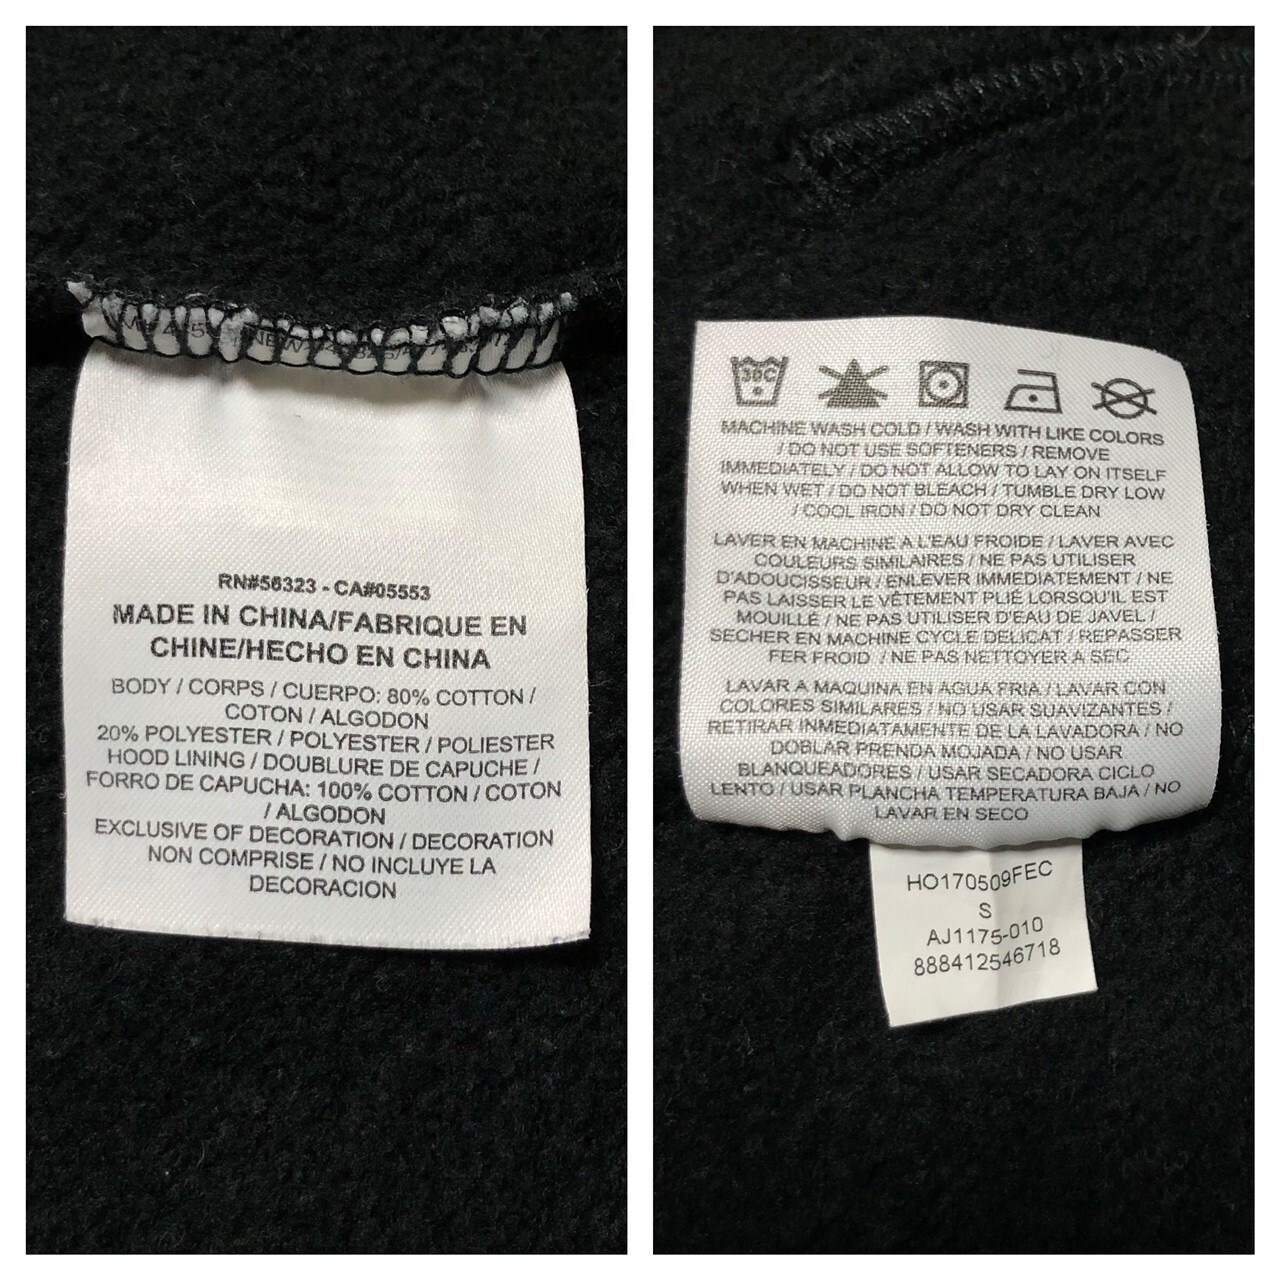 RN#56323 - CA#05553
MADE IN CHINA/FABRIQUE EN
CHINE/HECHO EN CHINA
BODY / CORPS / CUERPO: 80% COTTON /
COTON / ALGODON
20% POLYESTER / POLYESTER / POLIESTER
HOOD LINING / DOUBLURE DE CAPUCHE /
FORRO DE CAPUCHA: 100% COTTON / COTON
/ ALGODON
EXCLUSIVE OF DECORATION / DECORATION
NON COMPRISE / NO INCLUYE LA
DECORACION
30C
MACHINE WASH COLD / WASH WITH LIKE COLORS
/ DO NOT USE SOFTENERS / REMOVE
IMMEDIATELY / DO NOT ALLOW TO LAY ON ITSELF
WHEN WET / DO NOT BLEACH / TUMBLE DRY LOW
/ COOL IRON / DO NOT DRY CLEAN
LAVER EN MACHINE A L'EAU FROIDE / LAVER AVEC
COULEURS SIMILAIRES / NE PAS UTILISER
D'ADOUCISSEUR / ENLEVER IMMEDIATEMENT / NE
PAS LAISSER LE VÊTEMENT PLIÉ LORSQU'IL EST
MOUILLÉ / NE PAS UTILISER D'EAU DE JAVEL /
SECHER EN MACHINE CYCLE DELICAT / REPASSER
FER FROID / NE PAS NETTOYER A SEC
LAVAR A MAQUINA EN AGUA FRIA / LAVAR CON
COLORES SIMILARES / NO USAR SUAVIZANTES /
RETIRAR INMEDIATAMENTE DE LA LAVADORA / NO
DOBLAR PRENDA MOJADA / NO USAR
BLANQUEADORES / USAR SECADORA CICLO
LENTO / USAR PLANCHA TEMPERATURA BAJA / NO
LAVAR EN SECO
HO170509FEC
S
AJ1175-010
888412546718